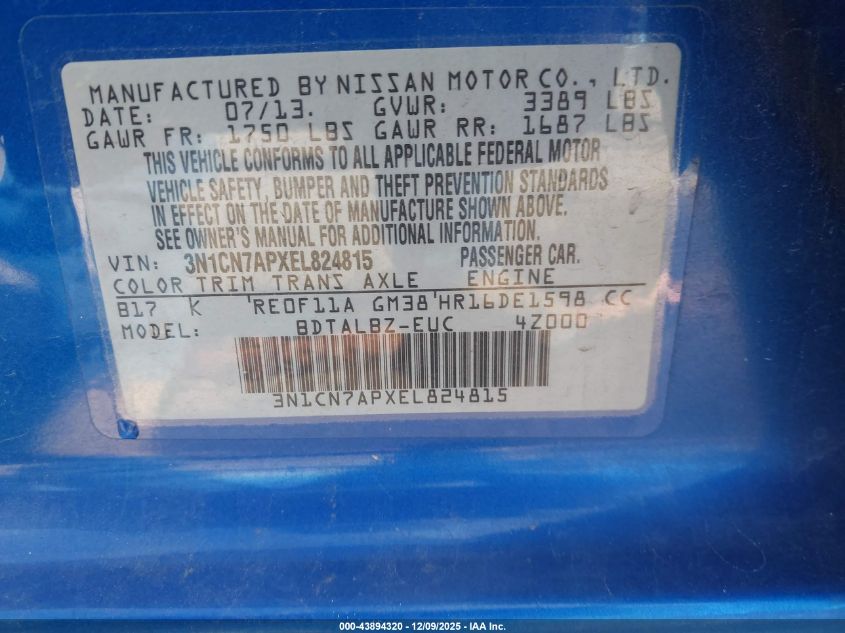 MANUFACTURED BY NISSAN MOTOR CO., LTD.
DATE: 07/13. GVWR: 3389 LBS
GAWR FR: 1750 LBS GAWR RR: 1687 LBS
THIS VEHICLE CONFORMS TO ALL APPLICABLE FEDERAL MOTOR
VEHICLE SAFETY, BUMPER AND THEFT PREVENTION STANDARDS
IN EFFECT ON THE DATE OF MANUFACTURE SHOWN ABOVE.
SEE OWNER'S MANUAL FOR ADDITIONAL INFORMATION.
VIN: 3N1CN7APXEL824815 PASSENGER CAR.
COLOR TRIM TRANS AXLE ENGINE
B17 K 'RE0F11A GM38'HR16DE1598 CC
MODEL: BDTALBZ-EUC 4Z000
3N1CN7APXEL824815
000-43894320 | 12/09/2025 - IAA Inc.